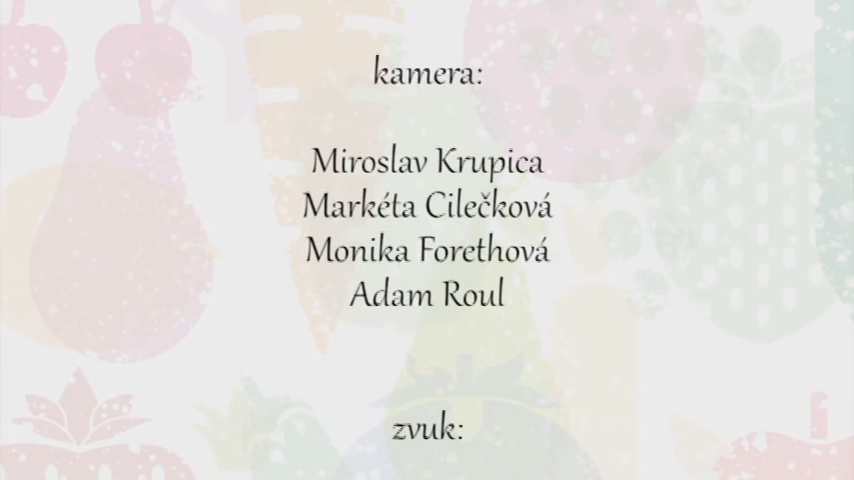 kamera:
Miroslav Krupica
Markéta Cilečková
Monika Forethová
Adam Roul
zvuk: